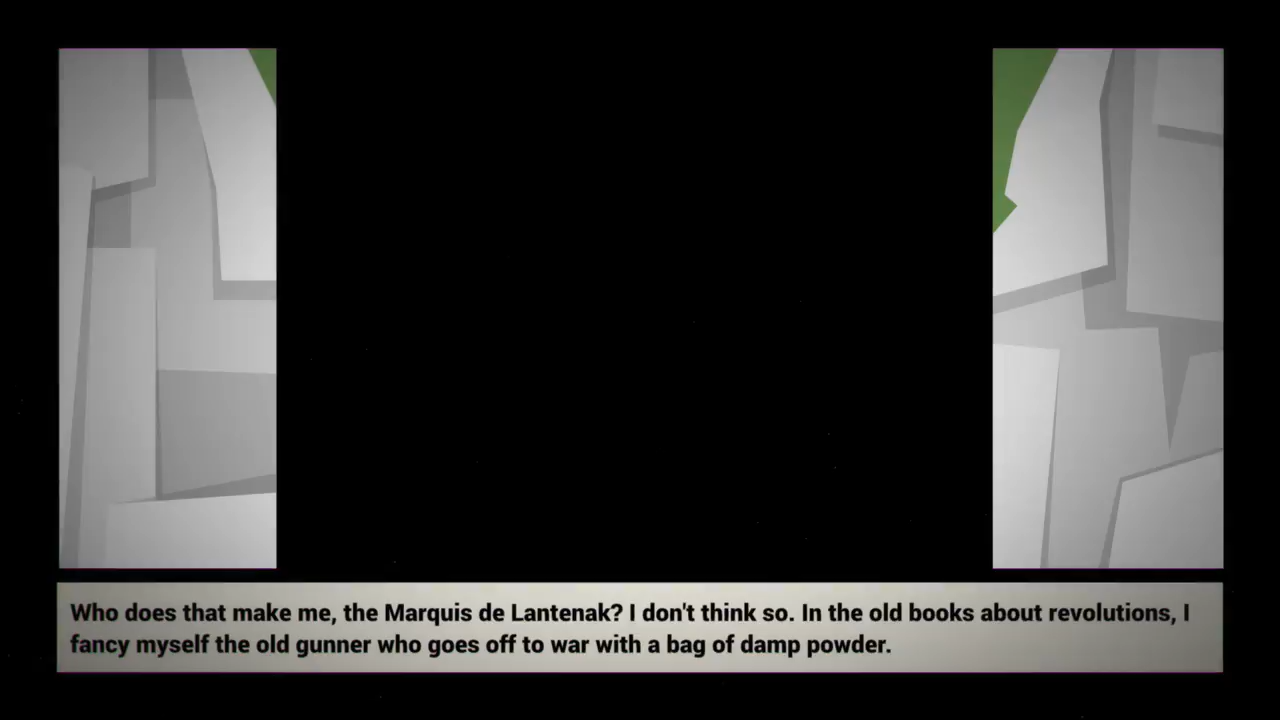 Who does that make me, the Marquis de Lantenak? I don't think so. In the old books about revolutions, I
fancy myself the old gunner who goes off to war with a bag of damp powder.